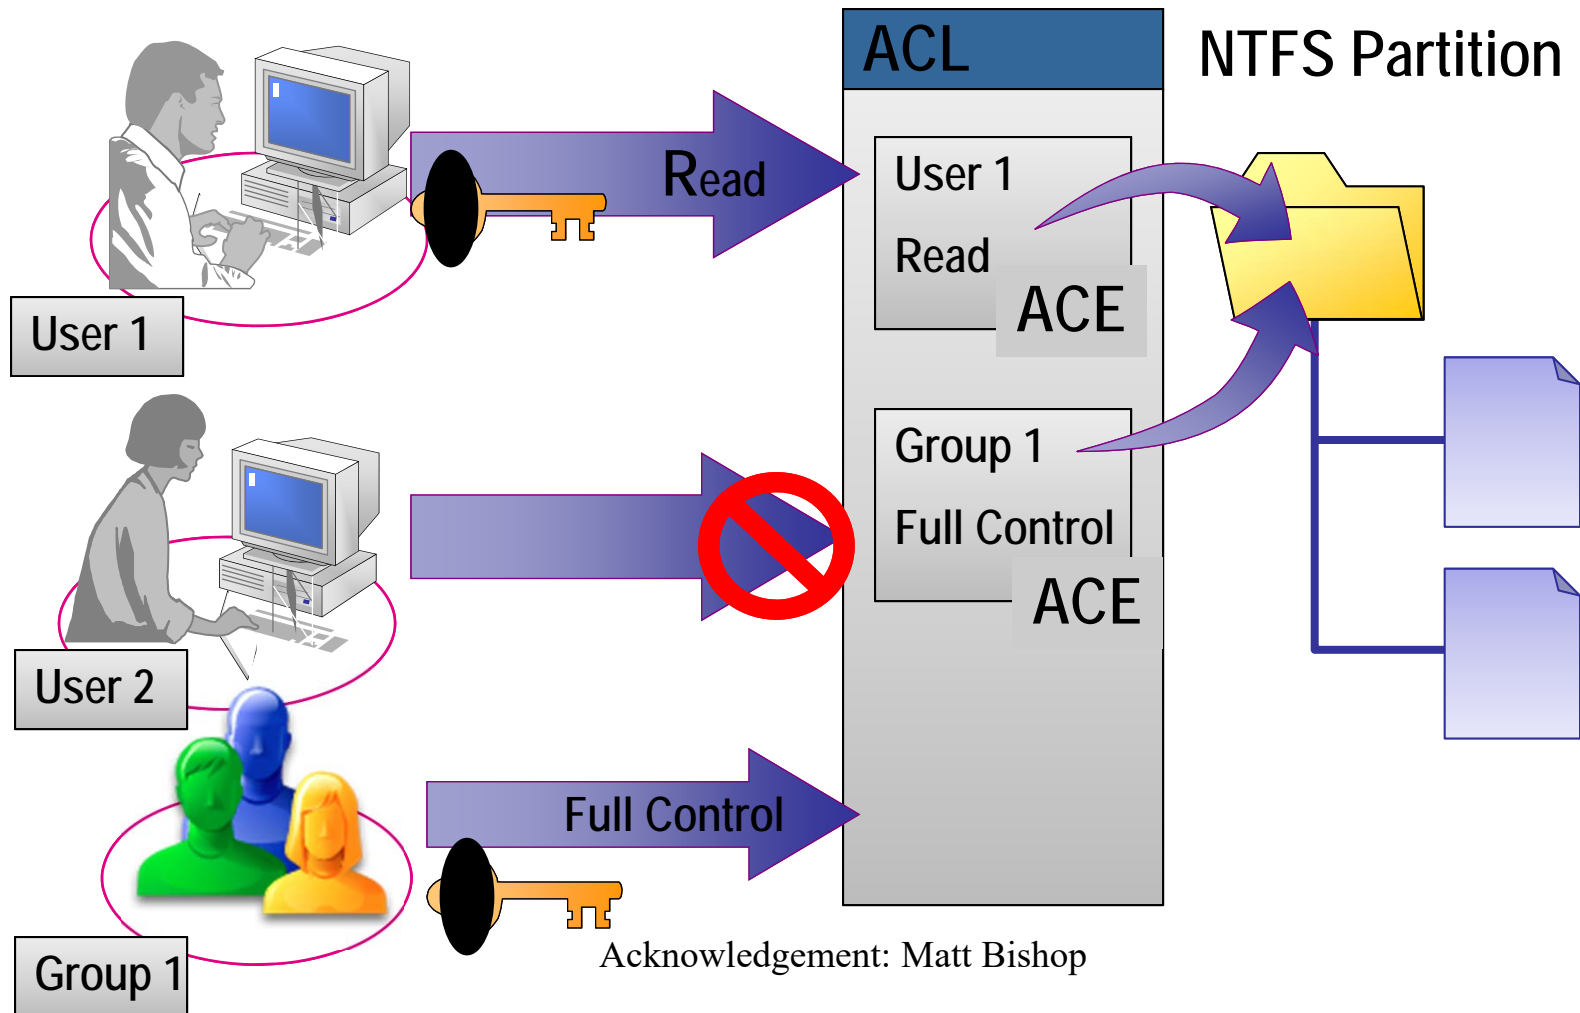 ACL
NTFS Partition
Read
User 1
Read
ACE
User 1
Group 1
Full Control
ACE
User 2
Full Control
Group 1
Acknowledgement: Matt Bishop